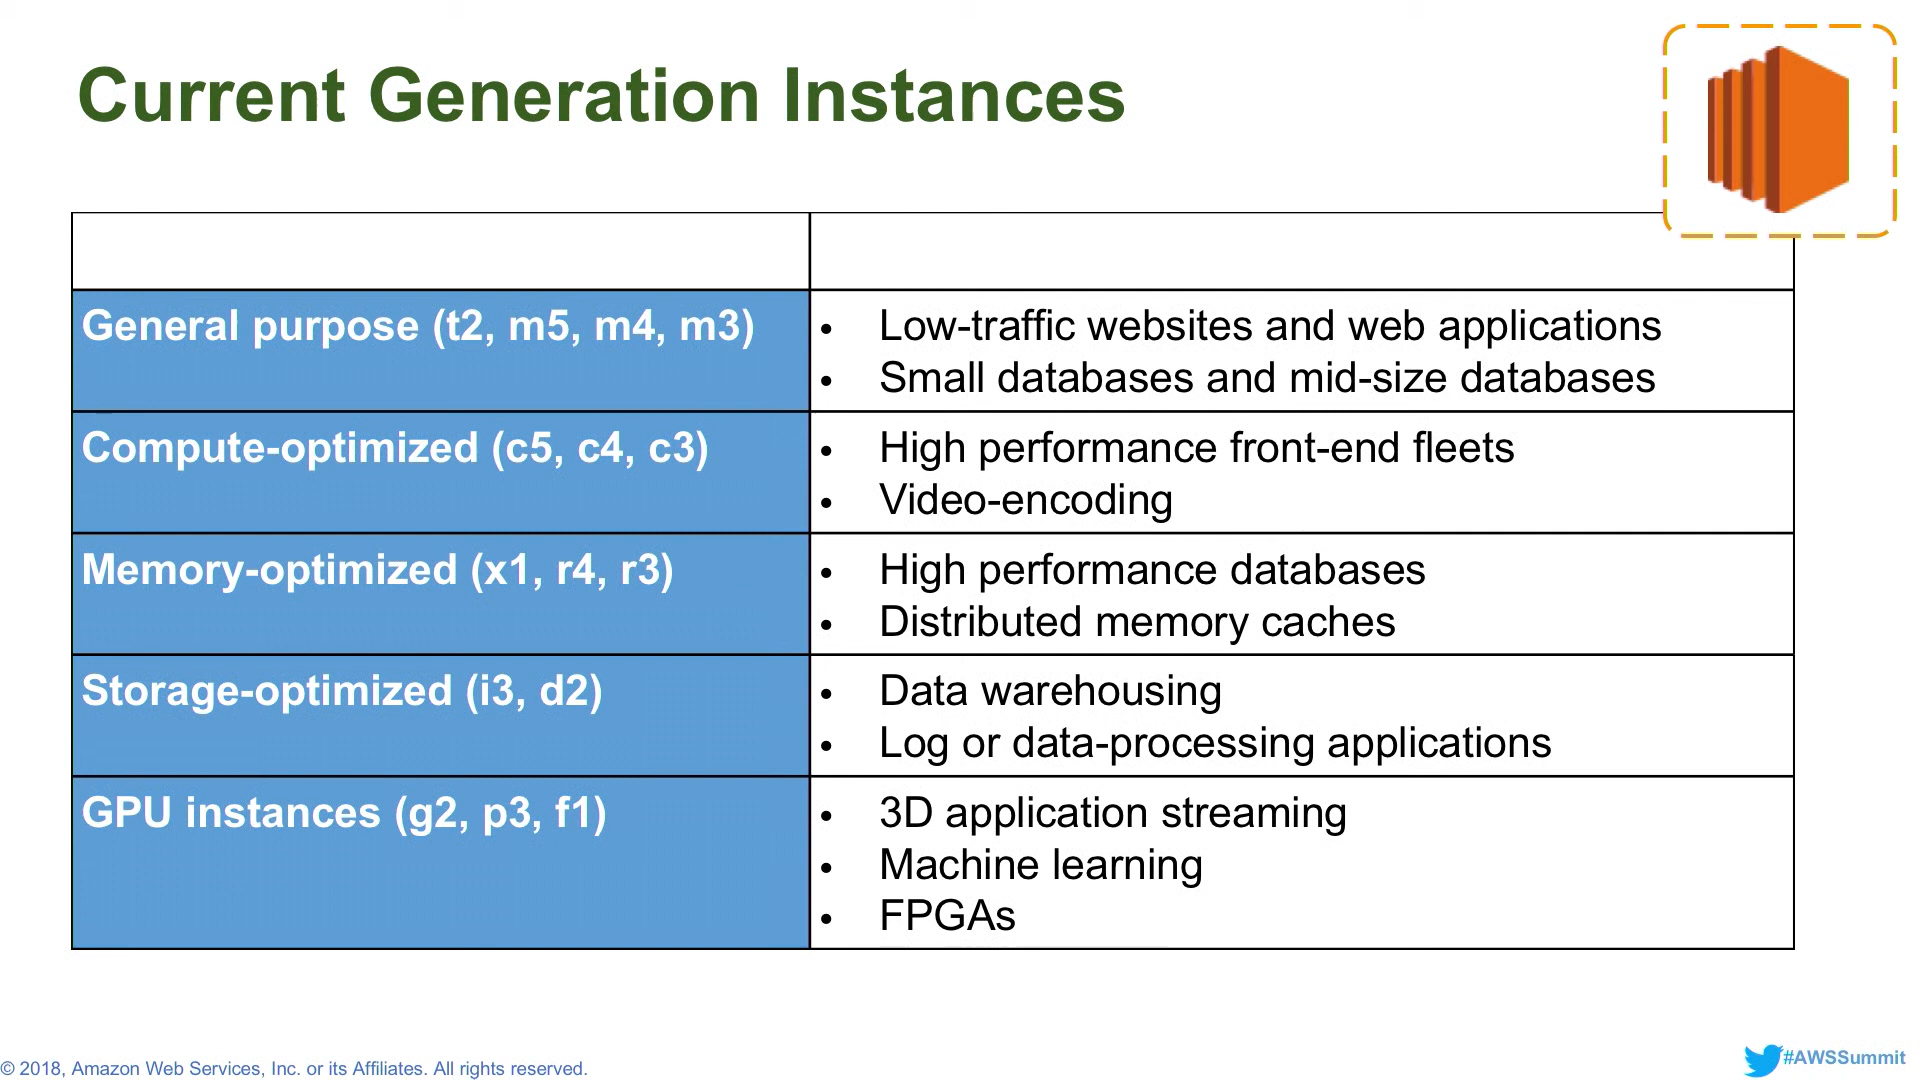 Current Generation Instances
General purpose (t2, m5, m4, m3)
• Low-traffic websites and web applications
• Small databases and mid-size databases
Compute-optimized (c5, c4, c3)
• High performance front-end fleets
• Video-encoding
Memory-optimized (x1, r4, r3)
• High performance databases
• Distributed memory caches
Storage-optimized (i3, d2)
• Data warehousing
• Log or data-processing applications
GPU instances (g2, p3, f1)
• 3D application streaming
• Machine learning
• FPGAs
© 2018, Amazon Web Services, Inc. or its Affiliates. All rights reserved.
#AWSSummit